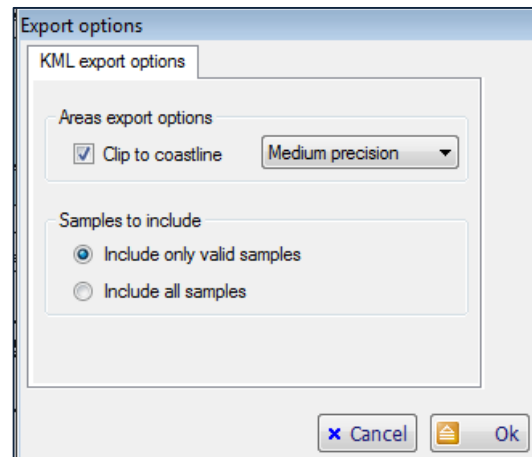 Export options
KML export options
Areas export options
Clip to coastline
Medium precision
Samples to include
Include only valid samples
Include all samples
Cancel
Ok